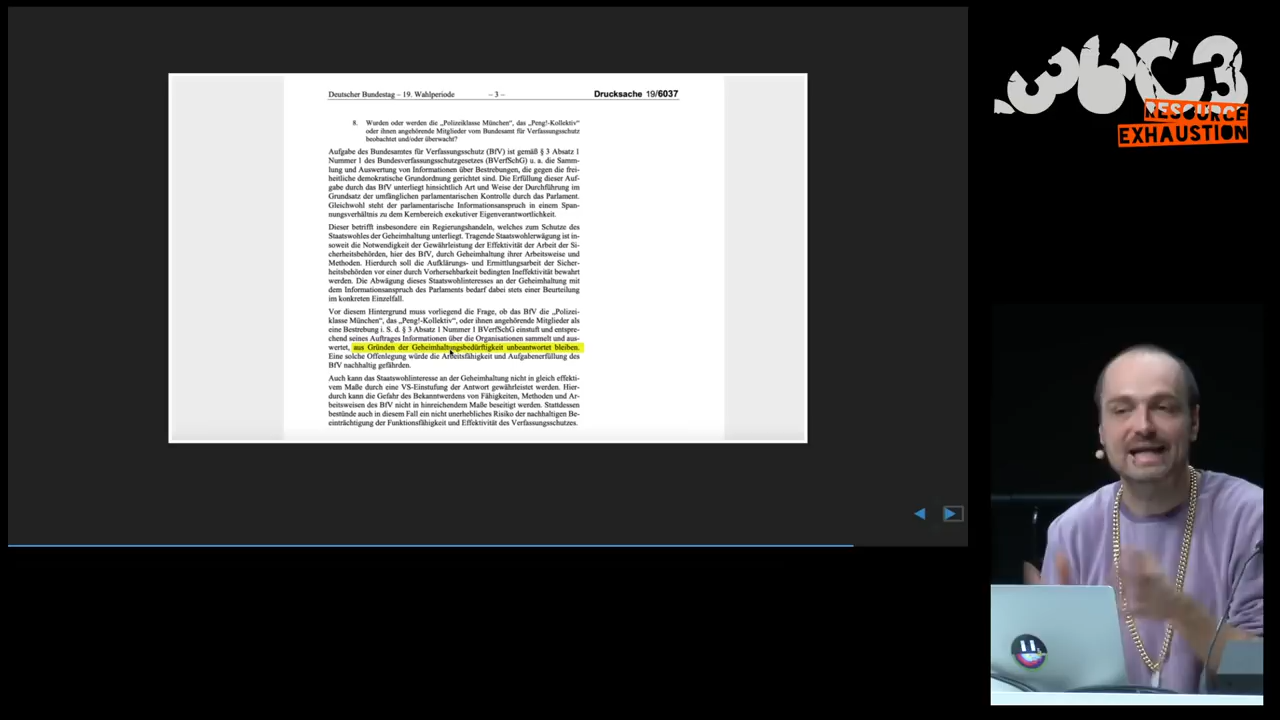 Deutscher Bundestag – 19. Wahlperiode – 3 – Drucksache 19/6037
8. Wurden oder werden die „Polizeiklasse München“, das „Peng!-Kollektiv“
oder ihnen angehörende Mitglieder vom Bundesamt für Verfassungsschutz
beobachtet und/oder überwacht?
Aufgabe des Bundesamtes für Verfassungsschutz (BfV) ist gemäß § 3 Absatz 1
Nummer 1 des Bundesverfassungsschutzgesetzes (BVerfSchG) u. a. die Samm-
lung und Auswertung von Informationen über Bestrebungen, die gegen die frei-
heitliche demokratische Grundordnung gerichtet sind. Die Erfüllung dieser Auf-
gabe durch das BfV unterliegt hinsichtlich Art und Weise der Durchführung im
Grundsatz der umfänglichen parlamentarischen Kontrolle durch das Parlament.
Gleichwohl steht der parlamentarische Informationsanspruch in einem Span-
nungsverhältnis zu dem Kernbereich exekutiver Eigenverantwortlichkeit.
Dieser betrifft insbesondere ein Regierungshandeln, welches zum Schutze des
Staatswohles der Geheimhaltung unterliegt. Tragende Staatswohlerwägung ist in-
soweit die Notwendigkeit der Gewährleistung der Effektivität der Arbeit der Si-
cherheitsbehörden, hier des BfV, durch Geheimhaltung ihrer Arbeitsweise und
Methoden. Hierdurch soll die Aufklärungs- und Ermittlungsarbeit der Sicher-
heitsbehörden vor einer durch Vorhersehbarkeit bedingten Ineffektivität bewahrt
werden. Die Abwägung dieses Staatswohlinteresses an der Geheimhaltung mit
dem Informationsanspruch des Parlaments bedarf dabei stets einer Beurteilung
im konkreten Einzelfall.
Vor diesem Hintergrund muss vorliegend die Frage, ob das BfV die „Polizei-
klasse München“, das „Peng!-Kollektiv“, oder ihnen angehörende Mitglieder als
eine Bestrebung i. S. d. § 3 Absatz 1 Nummer 1 BVerfSchG einstuft und entspre-
chend seines Auftrages Informationen über die Organisationen sammelt und aus-
wertet, aus Gründen der Geheimhaltungsbedürftigkeit unbeantwortet bleiben.
Eine solche Offenlegung würde die Arbeitsfähigkeit und Aufgabenerfüllung des
BfV nachhaltig gefährden.
Auch kann das Staatswohlinteresse an der Geheimhaltung nicht in gleich effekti-
vem Maße durch eine VS-Einstufung der Antwort gewährleistet werden. Hier-
durch kann die Gefahr des Bekanntwerdens von Fähigkeiten, Methoden und Ar-
beitsweisen des BfV nicht in hinreichendem Maße beseitigt werden. Stattdessen
bestünde auch in diesem Fall ein nicht unerhebliches Risiko der nachhaltigen Be-
einträchtigung der Funktionsfähigkeit und Effektivität des Verfassungsschutzes.
36C3
RESOURCE
EXHAUSTION